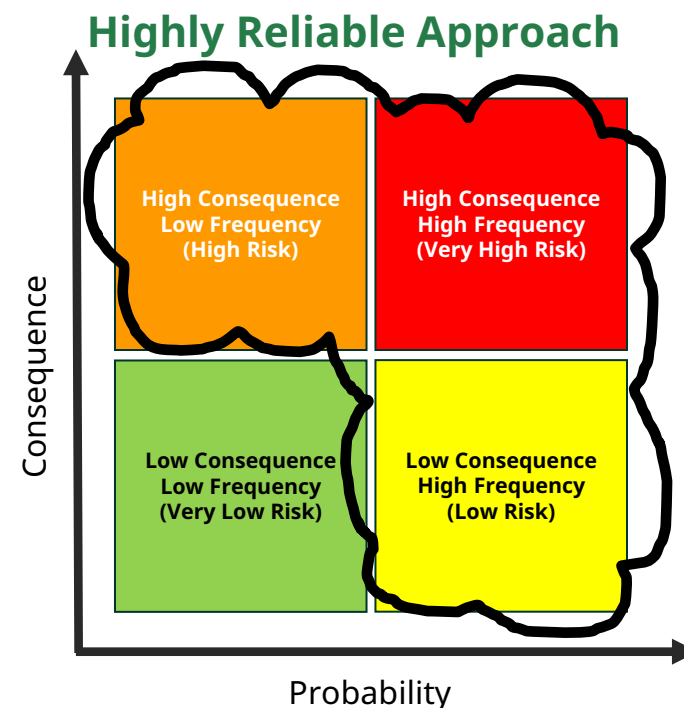 Highly Reliable Approach
High Consequence
Low Frequency
(High Risk)
High Consequence
High Frequency
(Very High Risk)
Consequence
Low Consequence
Low Frequency
(Very Low Risk)
Low Consequence
High Frequency
(Low Risk)
Probability